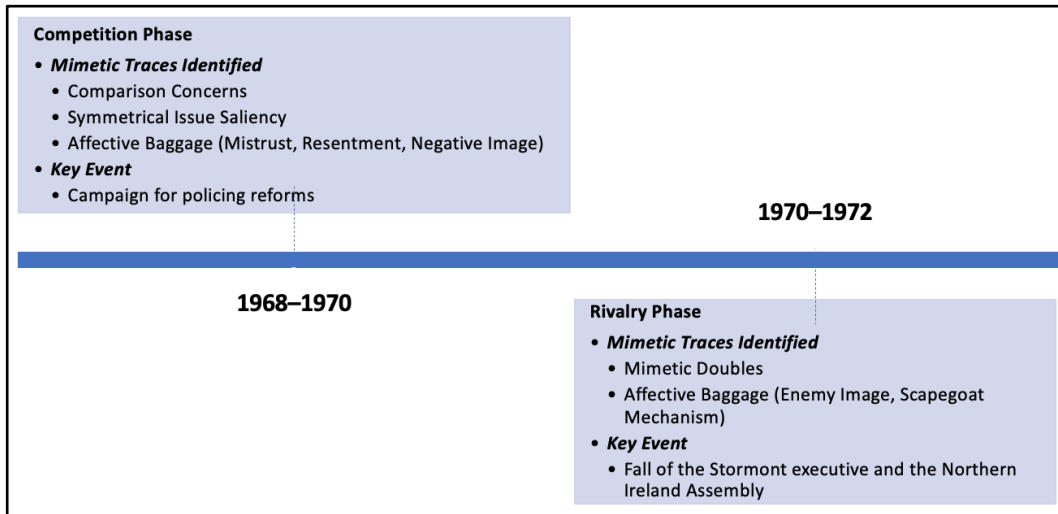 Competition Phase
• Mimetic Traces Identified
• Comparison Concerns
• Symmetrical Issue Saliency
• Affective Baggage (Mistrust, Resentment, Negative Image)
• Key Event
• Campaign for policing reforms
1970–1972
1968–1970
Rivalry Phase
• Mimetic Traces Identified
• Mimetic Doubles
• Affective Baggage (Enemy Image, Scapegoat
Mechanism)
• Key Event
• Fall of the Stormont executive and the Northern
Ireland Assembly